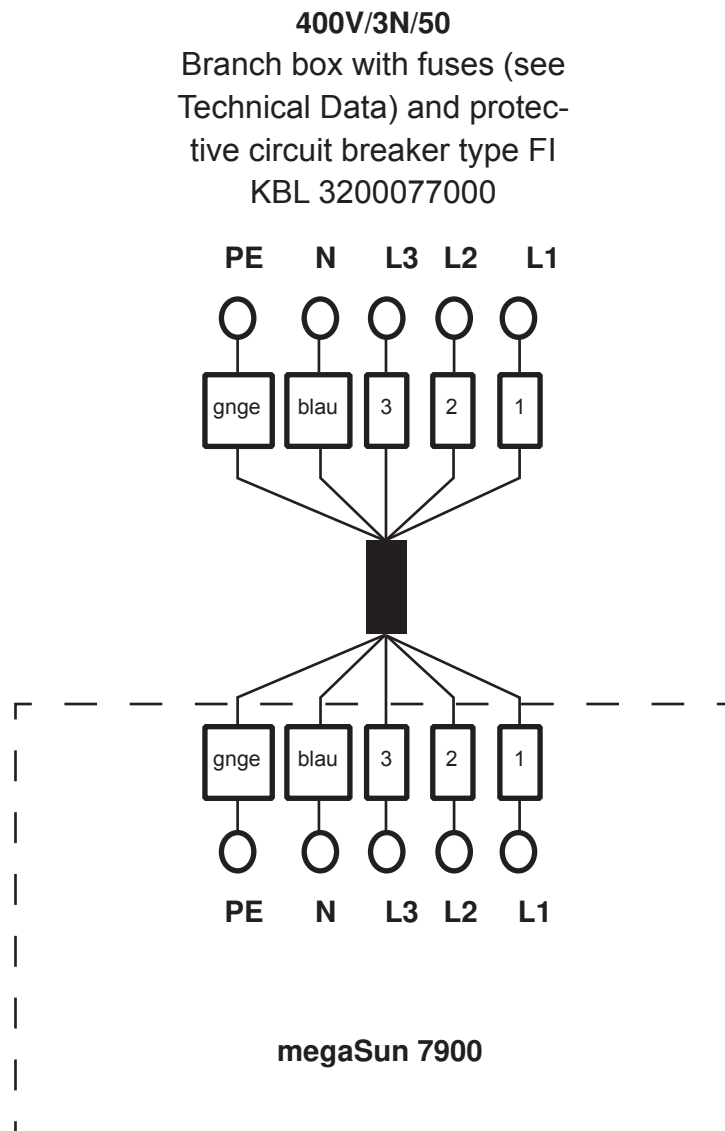 400V/3N/50
Branch box with fuses (see
Technical Data) and protec-
tive circuit breaker type FI
KBL 3200077000
PE N L3 L2 L1
gnge blau 3 2 1
gnge blau 3 2 1
PE N L3 L2 L1
megaSun 7900